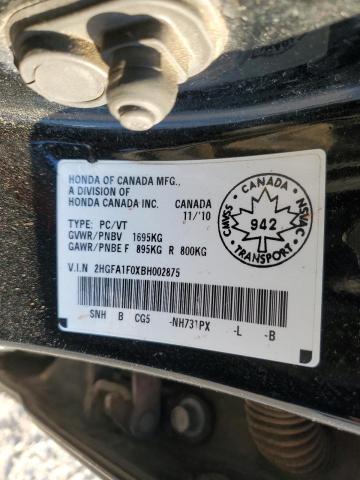 HONDA OF CANADA MFG.,
A DIVISION OF
HONDA CANADA INC. CANADA
11/'10
TYPE: PC/VT
GVWR/PNBV 1695KG
GAWR/PNBE F 895KG R 800KG
V.I.N 2HGFA1F0XBH002875
SNH B CG5 -NH731PX -L -B
CANADA
CMVSS 942 NSVAC
TRANSPORT